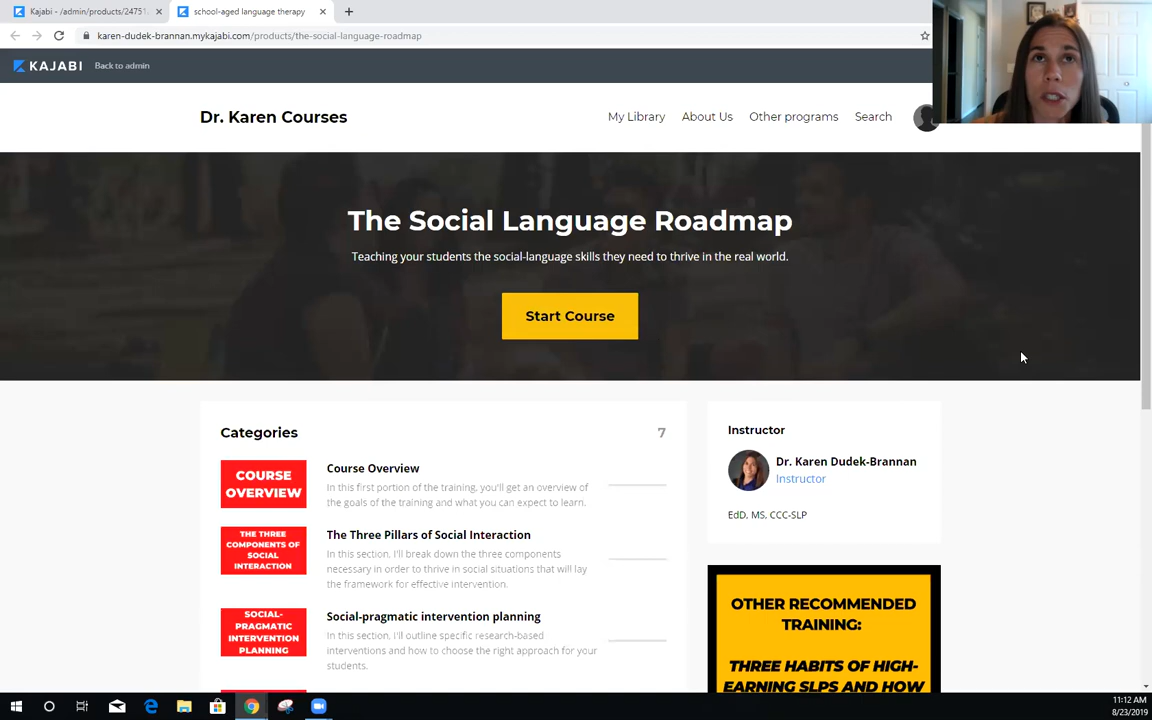 Kajabi - /admin/products/24751
school-aged language therapy
karen-dudek-brannan.mykajabi.com/products/the-social-language-roadmap
KAJABI
Back to admin
Dr. Karen Courses
My Library
About Us
Other programs
Search
The Social Language Roadmap
Teaching your students the social-language skills they need to thrive in the real world.
Start Course
Categories
7
COURSE
OVERVIEW
Course Overview
In this first portion of the training, you'll get an overview of
the goals of the training and what you can expect to learn.
THE THREE
COMPONENTS OF
SOCIAL
INTERACTION
The Three Pillars of Social Interaction
In this section, I'll break down the three components
necessary in order to thrive in social situations that will lay
the framework for effective intervention.
SOCIAL-
PRAGMATIC
INTERVENTION
PLANNING
Social-pragmatic intervention planning
In this section, I'll outline specific research-based
interventions and how to choose the right approach for your
students.
Instructor
Dr. Karen Dudek-Brannan
Instructor
EdD, MS, CCC-SLP
OTHER RECOMMENDED
TRAINING:
THREE HABITS OF HIGH-
EARNING SLPS AND HOW
11:12 AM
8/23/2019